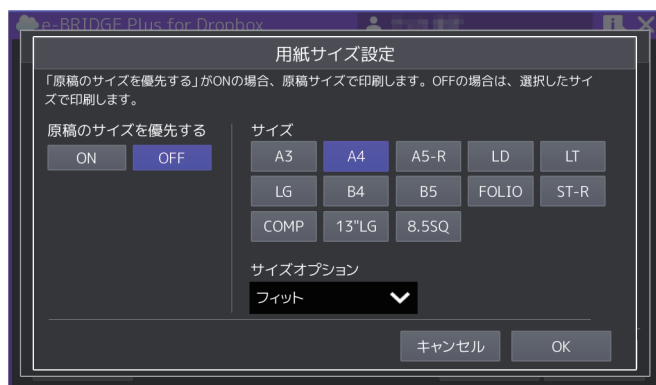 e-BRIDGE Plus for Dropbox
用紙サイズ設定
「原稿のサイズを優先する」がONの場合、原稿サイズで印刷します。OFFの場合は、選択したサイ
ズで印刷します。
原稿のサイズを優先する
ON OFF
サイズ
A3 A4 A5-R LD LT
LG B4 B5 FOLIO ST-R
COMP 13"LG 8.5SQ
サイズオプション
フィット
キャンセル OK